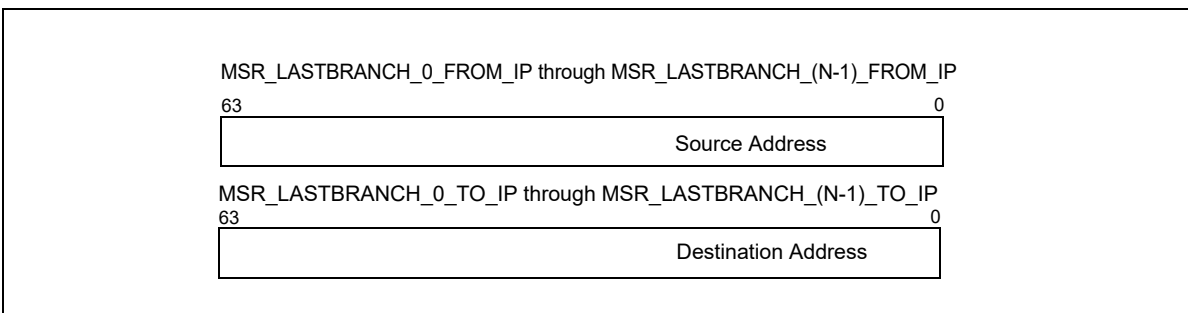 MSR_LASTBRANCH_0_FROM_IP through MSR_LASTBRANCH_(N-1)_FROM_IP
63 0
Source Address
MSR_LASTBRANCH_0_TO_IP through MSR_LASTBRANCH_(N-1)_TO_IP
63 0
Destination Address